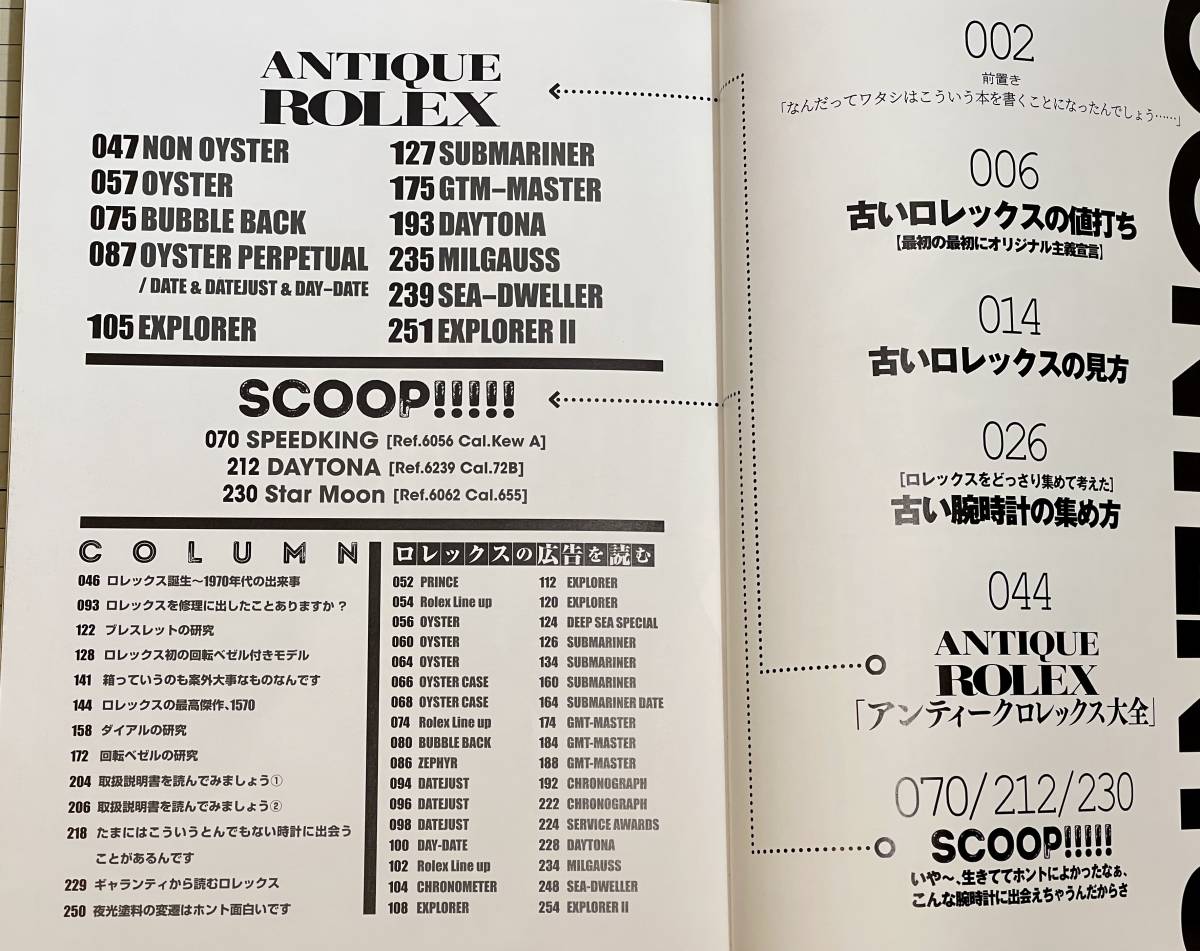 ANTIQUE
ROLEX
047 NON OYSTER
057 OYSTER
075 BUBBLE BACK
087 OYSTER PERPETUAL
/ DATE & DATEJUST & DAY-DATE
105 EXPLORER
127 SUBMARINER
175 GTM-MASTER
193 DAYTONA
235 MILGAUSS
239 SEA-DWELLER
251 EXPLORER II
SCOOP!!!!!
070 SPEEDKING [Ref.6056 Cal.Kew A]
212 DAYTONA [Ref.6239 Cal.72B]
230 Star Moon [Ref.6062 Cal.655]
COLUMN
046 ロレックス誕生〜1970年代の出来事
093 ロレックスを修理に出したことありますか？
122 ブレスレットの研究
128 ロレックス初の回転ベゼル付きモデル
141 箱っていうのも案外大事なものなんです
144 ロレックスの最高傑作、1570
158 ダイアルの研究
172 回転ベゼルの研究
204 取扱説明書を読んでみましょう①
206 取扱説明書を読んでみましょう②
218 たまにはこういうとんでもない時計に出会う
ことがあるんです
229 ギャランティから読むロレックス
250 夜光塗料の変遷はホント面白いです
ロレックスの広告を読む
052 PRINCE
054 Rolex Line up
056 OYSTER
060 OYSTER
064 OYSTER
066 OYSTER CASE
068 OYSTER CASE
074 Rolex Line up
080 BUBBLE BACK
086 ZEPHYR
094 DATEJUST
096 DATEJUST
098 DATEJUST
100 DAY-DATE
102 Rolex Line up
104 CHRONOMETER
108 EXPLORER
112 EXPLORER
120 EXPLORER
124 DEEP SEA SPECIAL
126 SUBMARINER
134 SUBMARINER
160 SUBMARINER
164 SUBMARINER DATE
174 GMT-MASTER
184 GMT-MASTER
188 GMT-MASTER
192 CHRONOGRAPH
222 CHRONOGRAPH
224 SERVICE AWARDS
228 DAYTONA
234 MILGAUSS
248 SEA-DWELLER
254 EXPLORER II
002
前置き
「なんだってワタシはこういう本を書くことになったんでしょう……」
006
古いロレックスの値打ち
【最初の最初にオリジナル主義宣言】
014
古いロレックスの見方
026
[ロレックスをどっさり集めて考えた]
古い腕時計の集め方
044
ANTIQUE
ROLEX
「アンティークロレックス大全」
070/212/230
SCOOP!!!!!
いや〜、生きててホントによかったなぁ、
こんな腕時計に出会えちゃうんだからさ